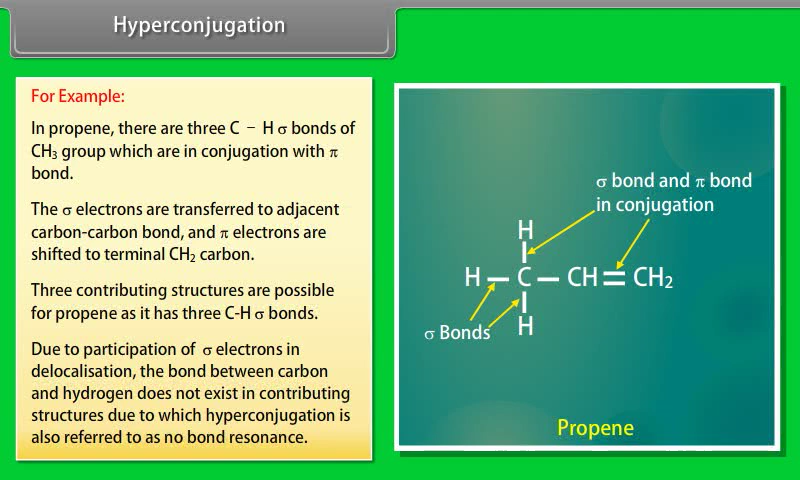 Hyperconjugation
For Example:
In propene, there are three C – H σ bonds of
CH₃ group which are in conjugation with π
bond.
The σ electrons are transferred to adjacent
carbon-carbon bond, and π electrons are
shifted to terminal CH₂ carbon.
Three contributing structures are possible
for propene as it has three C-H σ bonds.
Due to participation of σ electrons in
delocalisation, the bond between carbon
and hydrogen does not exist in contributing
structures due to which hyperconjugation is
also referred to as no bond resonance.
σ bond and π bond
in conjugation
H
H – C – CH = CH₂
H
σ Bonds
Propene